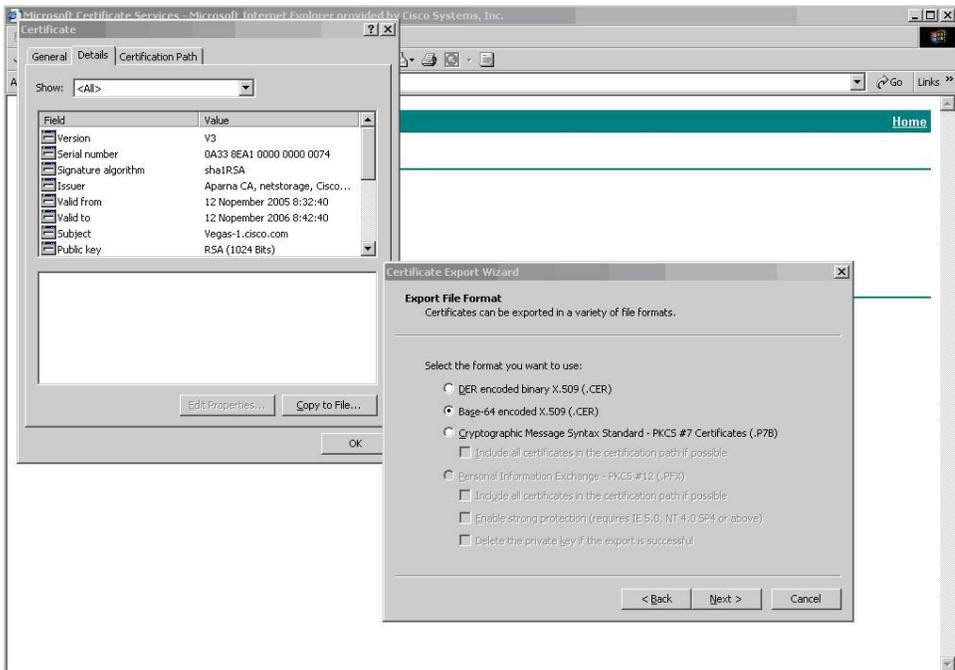 Microsoft Certificate Services - Microsoft Internet Explorer provided by Cisco Systems, Inc.
Certificate
General
Details
Certification Path
Show:
<All>
Field Value
Version V3
Serial number 0A33 8EA1 0000 0000 0074
Signature algorithm sha1RSA
Issuer Aparna CA, netstorage, Cisco...
Valid from 12 Nopember 2005 8:32:40
Valid to 12 Nopember 2006 8:42:40
Subject Vegas-1.cisco.com
Public key RSA (1024 Bits)
Edit Properties...
Copy to File...
OK
Go
Links »
Home
Certificate Export Wizard
Export File Format
Certificates can be exported in a variety of file formats.
Select the format you want to use:
DER encoded binary X.509 (.CER)
Base-64 encoded X.509 (.CER)
Cryptographic Message Syntax Standard - PKCS #7 Certificates (.P7B)
Include all certificates in the certification path if possible
Personal Information Exchange - PKCS #12 (.PFX)
Include all certificates in the certification path if possible
Enable strong protection (requires IE 5.0, NT 4.0 SP4 or above)
Delete the private key if the export is successful
< Back
Next >
Cancel